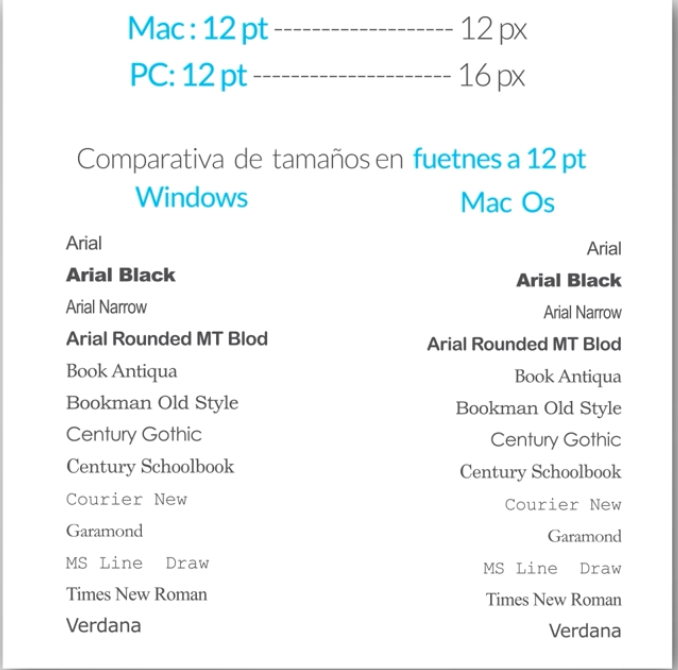 Mac : 12 pt ------------------- 12 px
PC: 12 pt --------------------- 16 px
Comparativa de tamaños en fuetnes a 12 pt
Windows
Arial
Arial Black
Arial Narrow
Arial Rounded MT Blod
Book Antiqua
Bookman Old Style
Century Gothic
Century Schoolbook
Courier New
Garamond
MS Line Draw
Times New Roman
Verdana
Mac Os
Arial
Arial Black
Arial Narrow
Arial Rounded MT Blod
Book Antiqua
Bookman Old Style
Century Gothic
Century Schoolbook
Courier New
Garamond
MS Line Draw
Times New Roman
Verdana